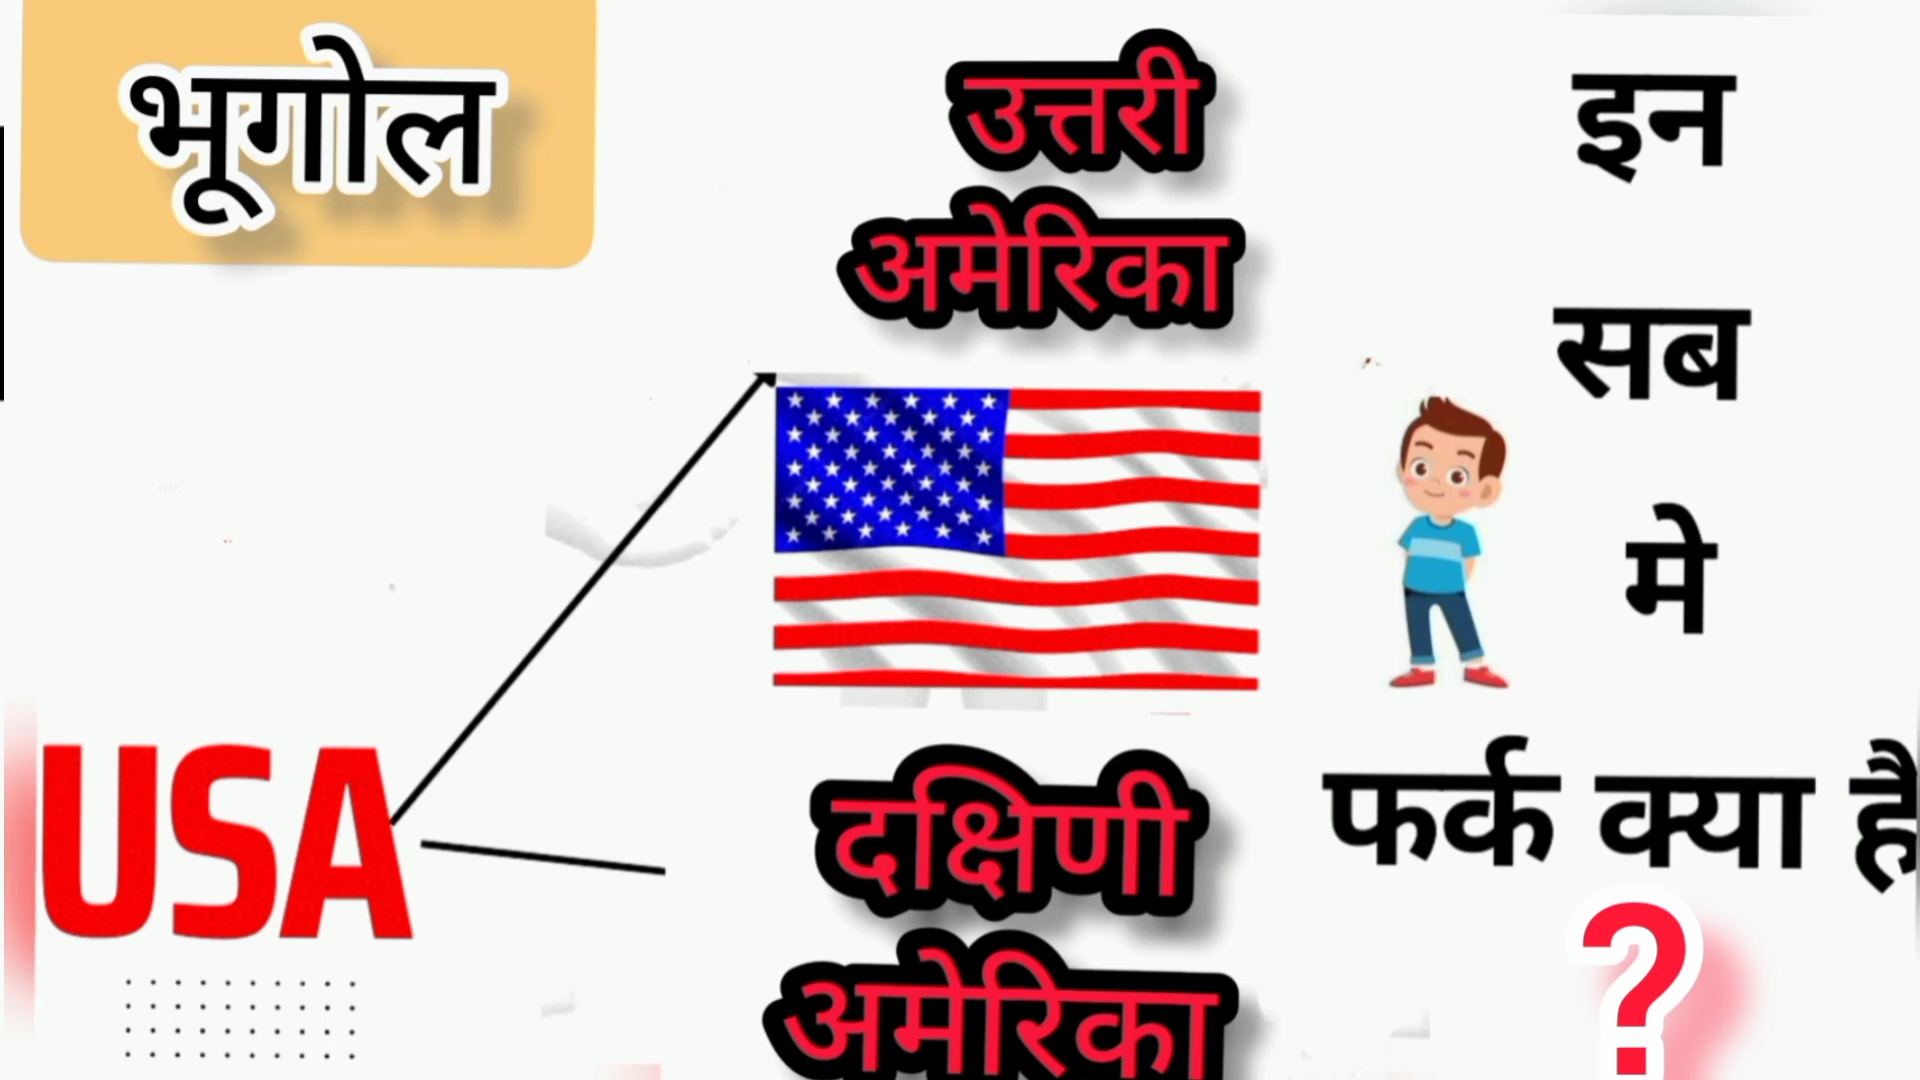 भूगोल
उत्तरी
अमेरिका
USA
दक्षिणी
अमेरिका
इन
सब
मे
फर्क क्या है
?